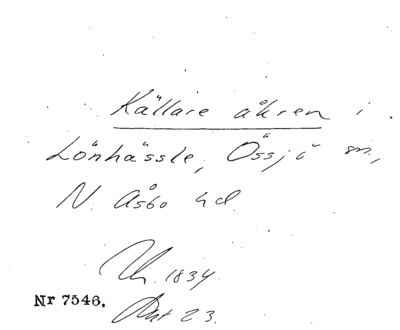 Källare åkren i
Lönhässle, Össjö sn.,
N. Åsbo hd.
Nr 7546.